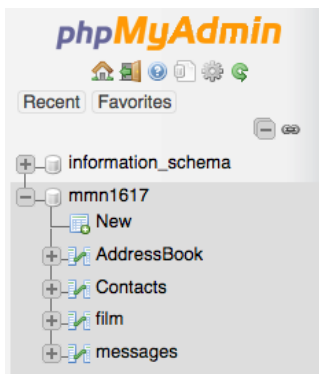 phpMyAdmin
Recent Favorites
information_schema
mmn1617
New
AddressBook
Contacts
film
messages